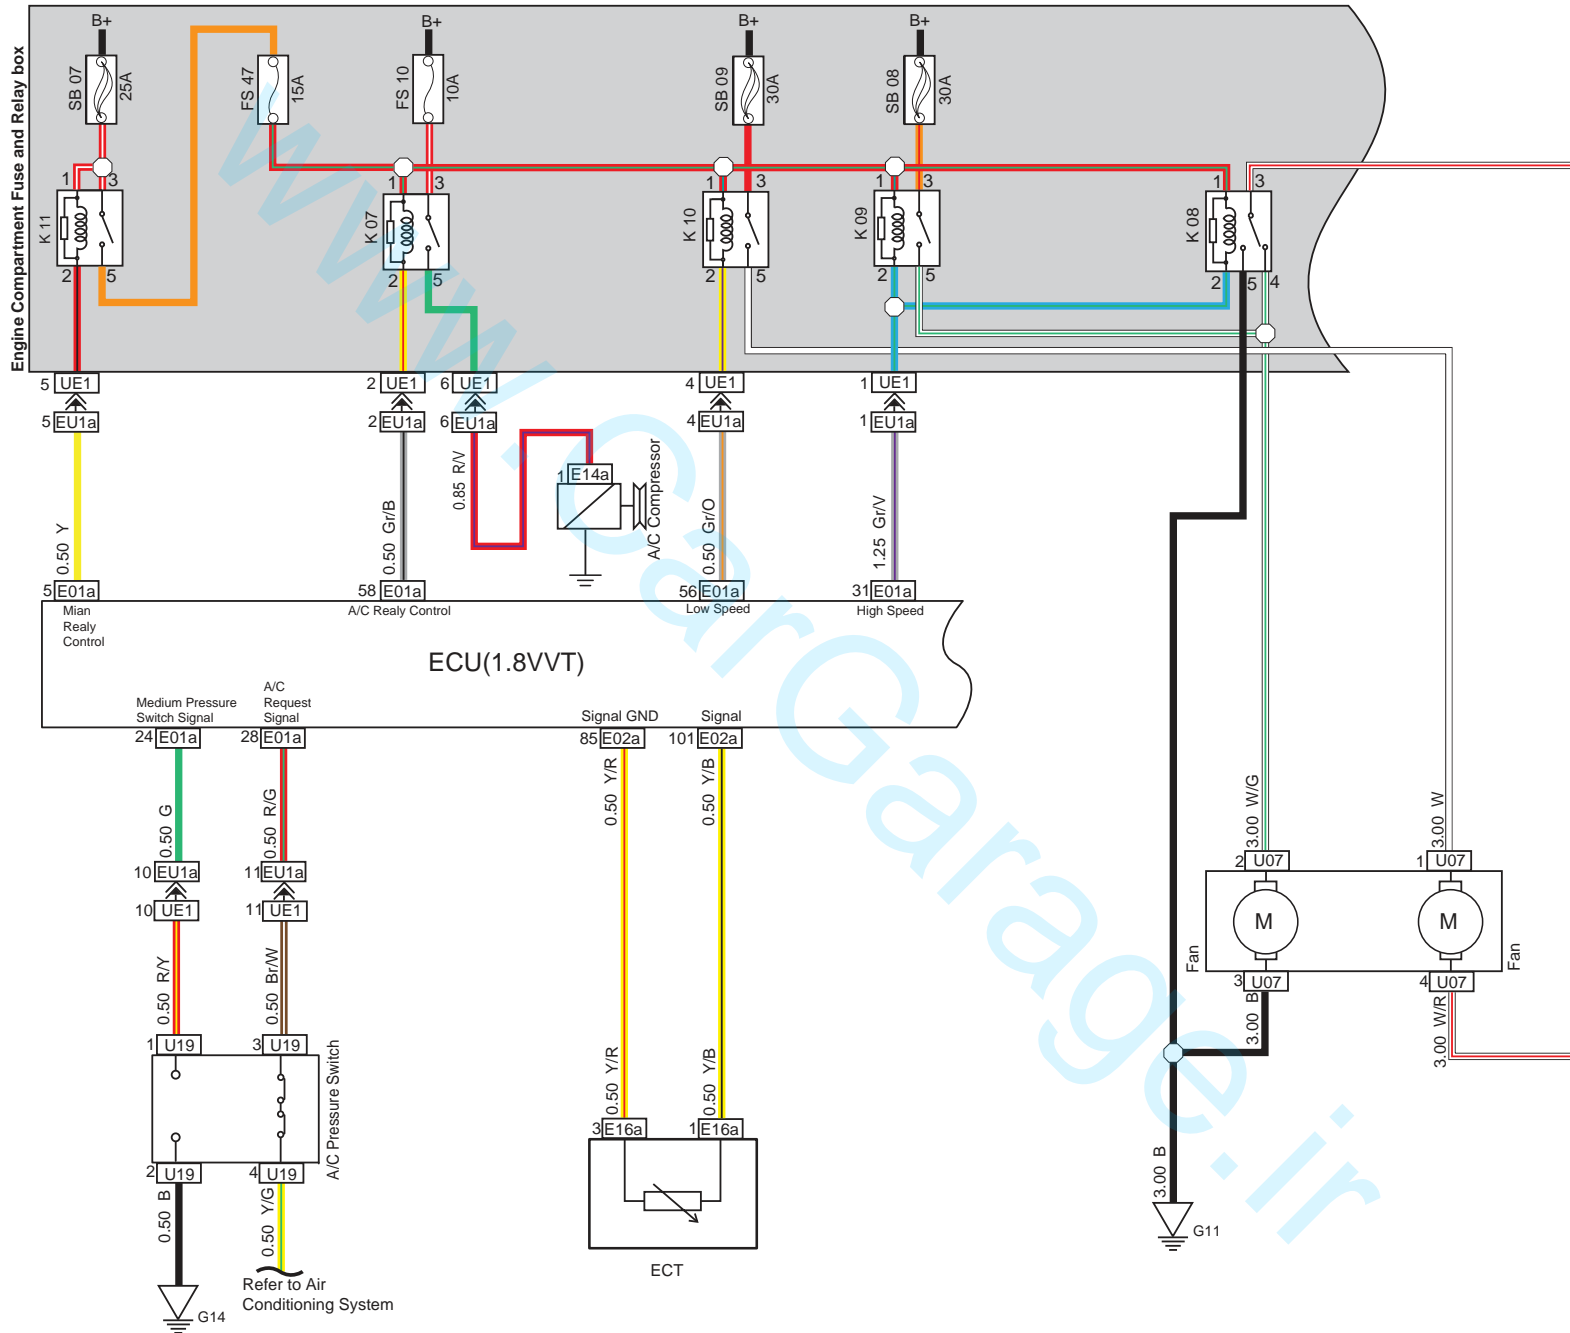 Engine Compartment Fuse and Relay box
B+
B+
B+
B+
SB 07
25A
FS 47
15A
FS 10
10A
SB 09
30A
SB 08
30A
1 3
1 3
1 3
1 3
1 3
K 11
K 07
K 10
K 09
K 08
2 5
2 5
2 5
2 5
2 5 4
5 UE1
2 UE1
6 UE1
4 UE1
1 UE1
5 EU1a
2 EU1a
6 EU1a
4 EU1a
1 EU1a
0.50 Y
0.50 Gr/B
0.85 R/V
1 E14a
A/C Compressor
0.50 Gr/O
1.25 Gr/V
5 E01a
58 E01a
56 E01a
31 E01a
Mian
Realy
Control
A/C Realy Control
Low Speed
High Speed
ECU(1.8VVT)
Medium Pressure
Switch Signal
A/C
Request
Signal
Signal GND
Signal
24 E01a
28 E01a
85 E02a
101 E02a
0.50 G
0.50 R/G
0.50 Y/R
0.50 Y/B
3.00 W/G
3.00 W
10 EU1a
11 EU1a
2 U07
1 U07
10 UE1
11 UE1
M
M
Fan
Fan
0.50 R/Y
0.50 Br/W
3 U07
4 U07
3.00 B
3.00 W/R
1 U19
3 U19
A/C Pressure Switch
0.50 Y/R
0.50 Y/B
3 E16a
1 E16a
2 U19
4 U19
0.50 B
0.50 Y/G
3.00 B
G11
ECT
Refer to Air
Conditioning System
G14
www.CarGarage.ir